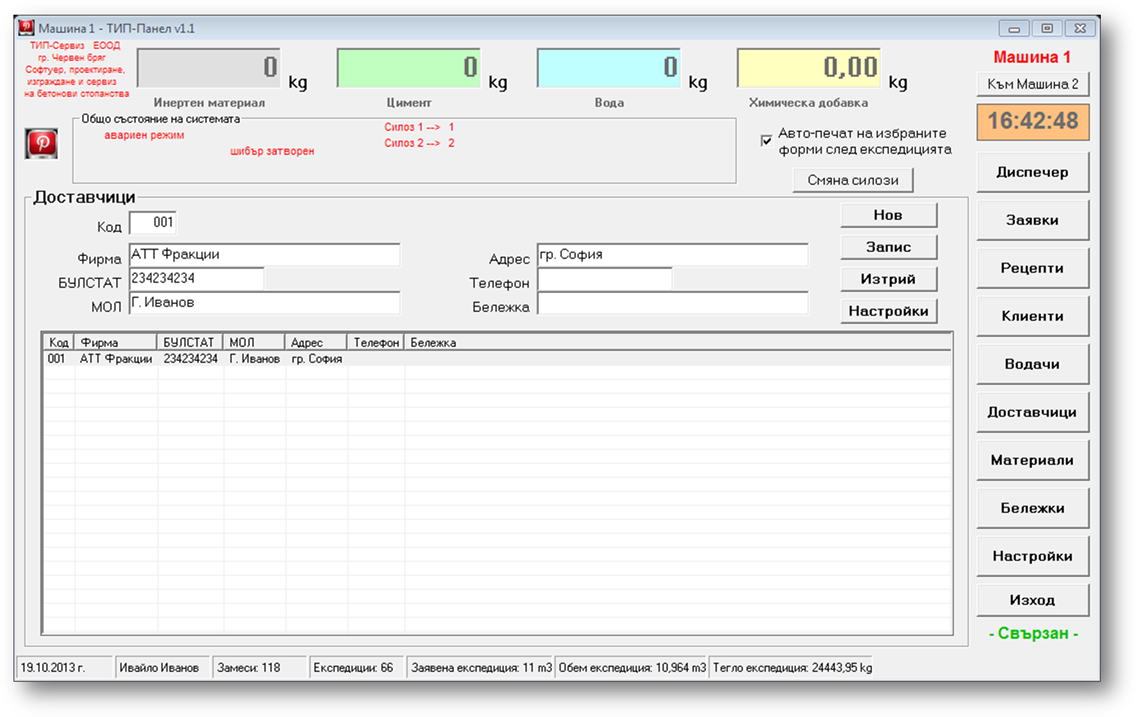 Машина 1 - ТИП-Панел v1.1
ТИП-Сервиз ЕООД
гр. Червен бряг
Софтуер, проектиране,
изграждане и сервиз
на бетонови стопанства
0 kg
Инертен материал
0 kg
Цимент
0 kg
Вода
0,00 kg
Химическа добавка
Машина 1
Към Машина 2
16:42:48
Общо състояние на системата
авариен режим
шибър затворен
Силоз 1 --> 1
Силоз 2 --> 2
Авто-печат на избраните
форми след експедицията
Смяна силози
Доставчици
Код 001
Фирма АТТ Фракции
БУЛСТАТ 234234234
МОЛ Г. Иванов
Адрес гр. София
Телефон
Бележка
Нов
Запис
Изтрий
Настройки
Код Фирма БУЛСТАТ МОЛ Адрес Телефон Бележка
001 АТТ Фракции 234234234 Г. Иванов гр. София
Диспечер
Заявки
Рецепти
Клиенти
Водачи
Доставчици
Материали
Бележки
Настройки
Изход
- Свързан -
19.10.2013 г. Ивайло Иванов Замеси: 118 Експедиции: 66 Заявена експедиция: 11 m3 Обем експедиция: 10,964 m3 Тегло експедиция: 24443,95 kg